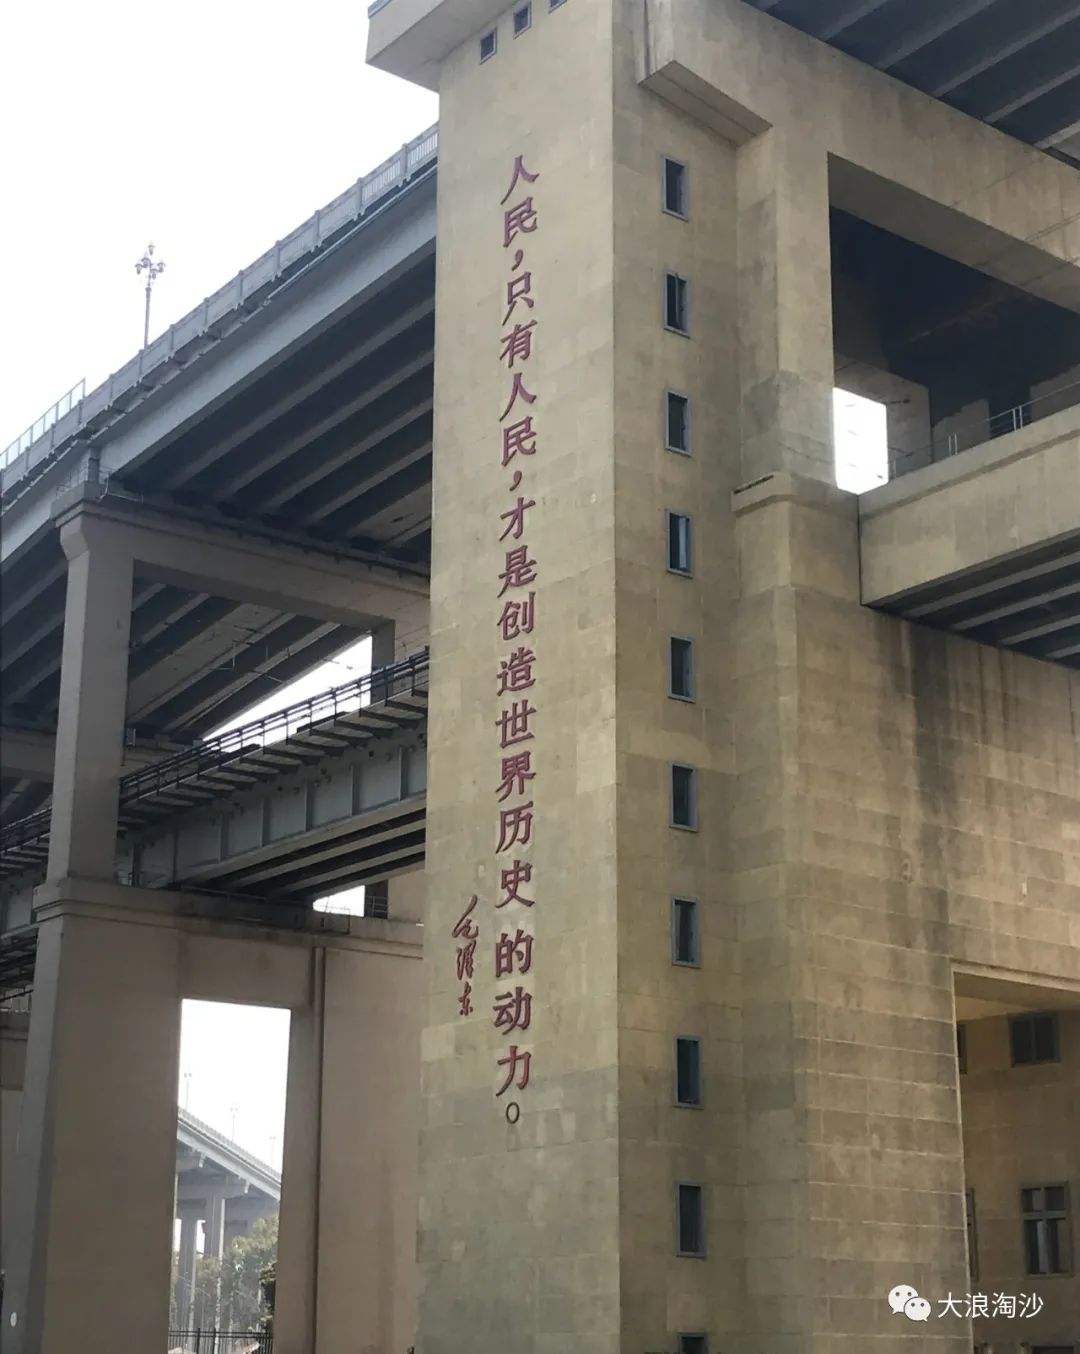 人民，只有人民，才是创造世界历史的动力。
毛泽东
大浪淘沙